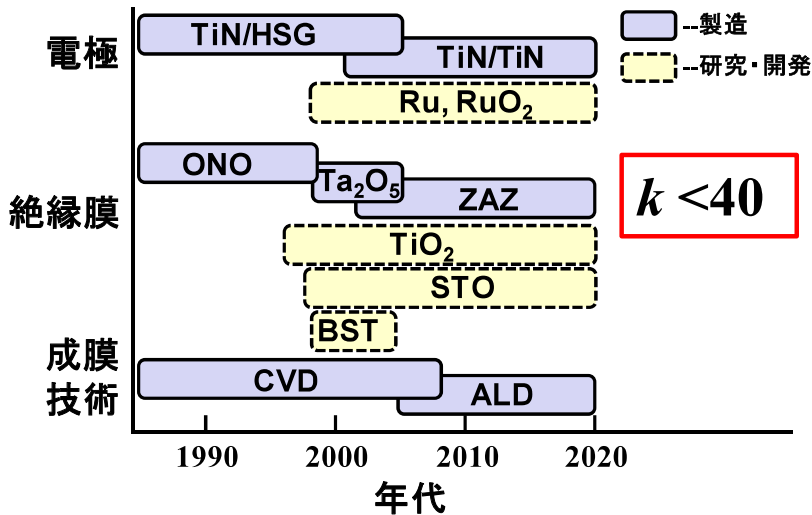 電極
TiN/HSG
TiN/TiN
Ru, RuO₂
--製造
--研究・開発
絶縁膜
ONO
Ta₂O₅
ZAZ
TiO₂
STO
BST
k <40
成膜
技術
CVD
ALD
1990 2000 2010 2020
年代